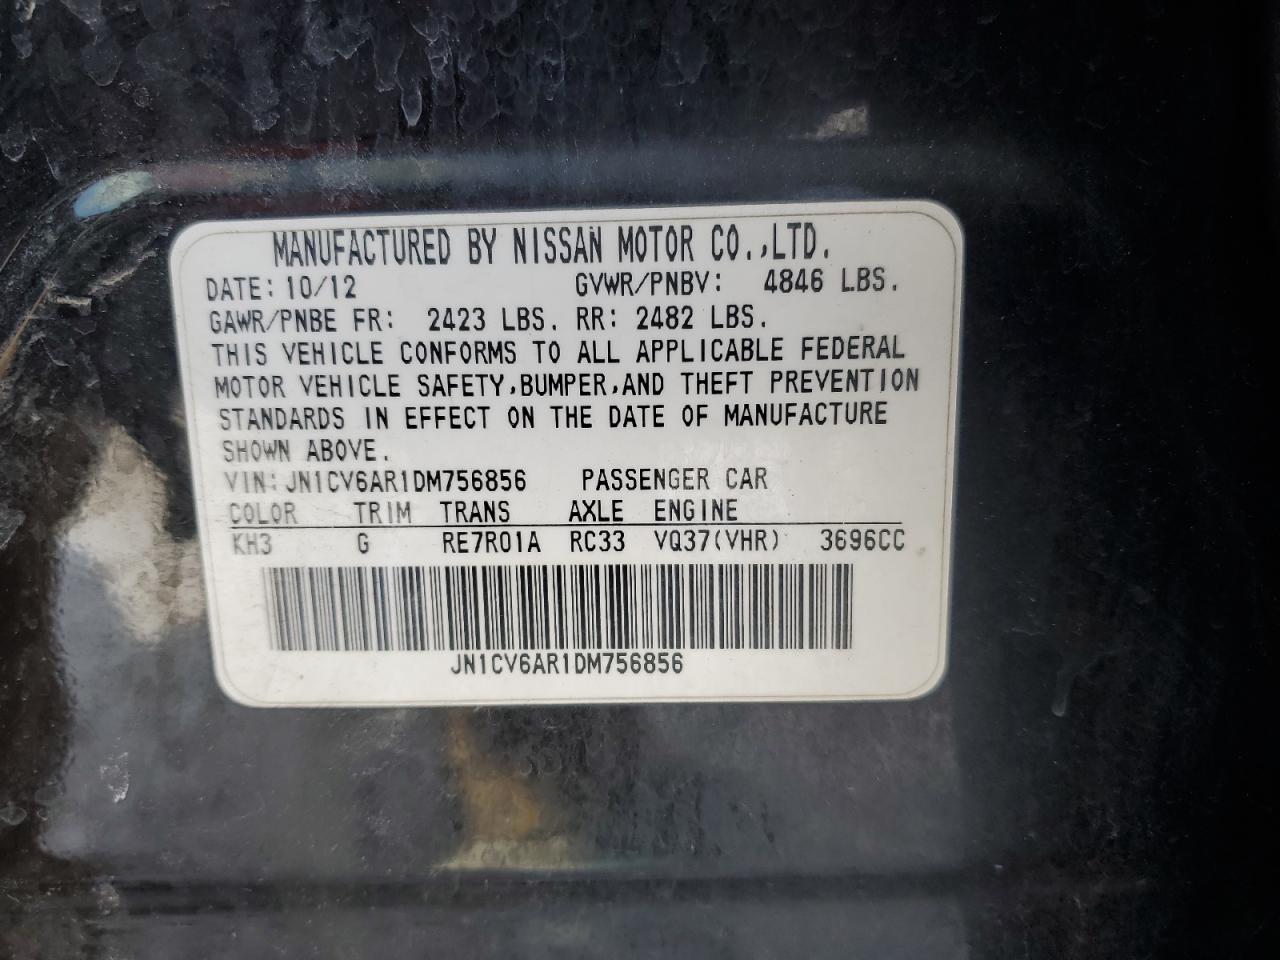 MANUFACTURED BY NISSAN MOTOR CO.,LTD.
DATE: 10/12 GVWR/PNBV: 4846 LBS.
GAWR/PNBE FR: 2423 LBS. RR: 2482 LBS.
THIS VEHICLE CONFORMS TO ALL APPLICABLE FEDERAL
MOTOR VEHICLE SAFETY,BUMPER,AND THEFT PREVENTION
STANDARDS IN EFFECT ON THE DATE OF MANUFACTURE
SHOWN ABOVE.
VIN: JN1CV6AR1DM756856 PASSENGER CAR
COLOR TRIM TRANS AXLE ENGINE
KH3 G RE7R01A RC33 VQ37(VHR) 3696CC
JN1CV6AR1DM756856